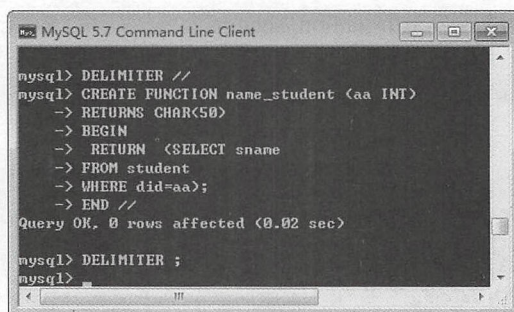 MySQL 5.7 Command Line Client
mysql> DELIMITER //
mysql> CREATE FUNCTION name_student (aa INT)
    -> RETURNS CHAR(50)
    -> BEGIN
    ->  RETURN  (SELECT sname
    -> FROM student
    -> WHERE did=aa);
    -> END //
Query OK, 0 rows affected (0.02 sec)
mysql> DELIMITER ;
mysql> _